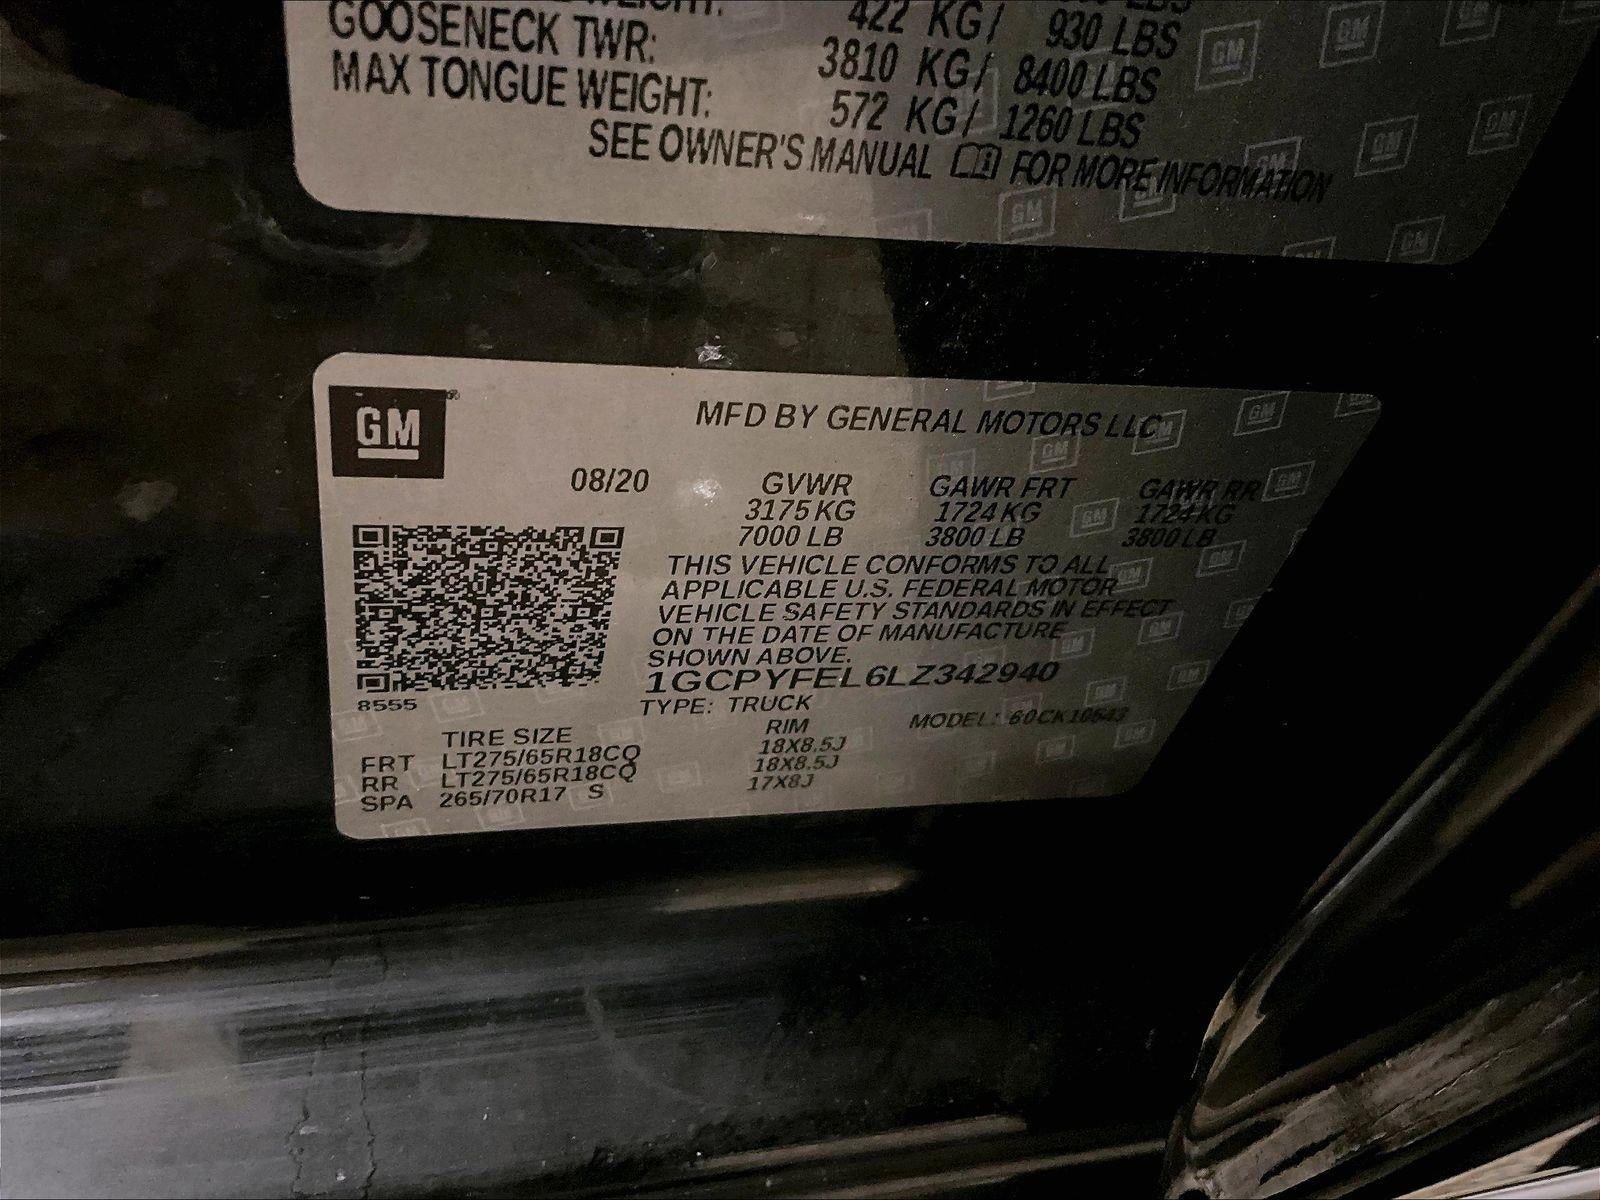 422 KG/ 930 LBS
GOOSENECK TWR: 3810 KG/ 8400 LBS
MAX TONGUE WEIGHT: 572 KG/ 1260 LBS
SEE OWNER'S MANUAL FOR MORE INFORMATION
GM
MFD BY GENERAL MOTORS LLC
08/20 GVWR GAWR FRT GAWR RR
3175 KG 1724 KG 1724 KG
7000 LB 3800 LB 3800 LB
THIS VEHICLE CONFORMS TO ALL
APPLICABLE U.S. FEDERAL MOTOR
VEHICLE SAFETY STANDARDS IN EFFECT
ON THE DATE OF MANUFACTURE
SHOWN ABOVE.
1GCPYFEL6LZ342940
8555
TYPE: TRUCK MODEL: 60CK10543
TIRE SIZE RIM
FRT LT275/65R18CQ 18X8.5J
RR LT275/65R18CQ 18X8.5J
SPA 265/70R17 S 17X8J